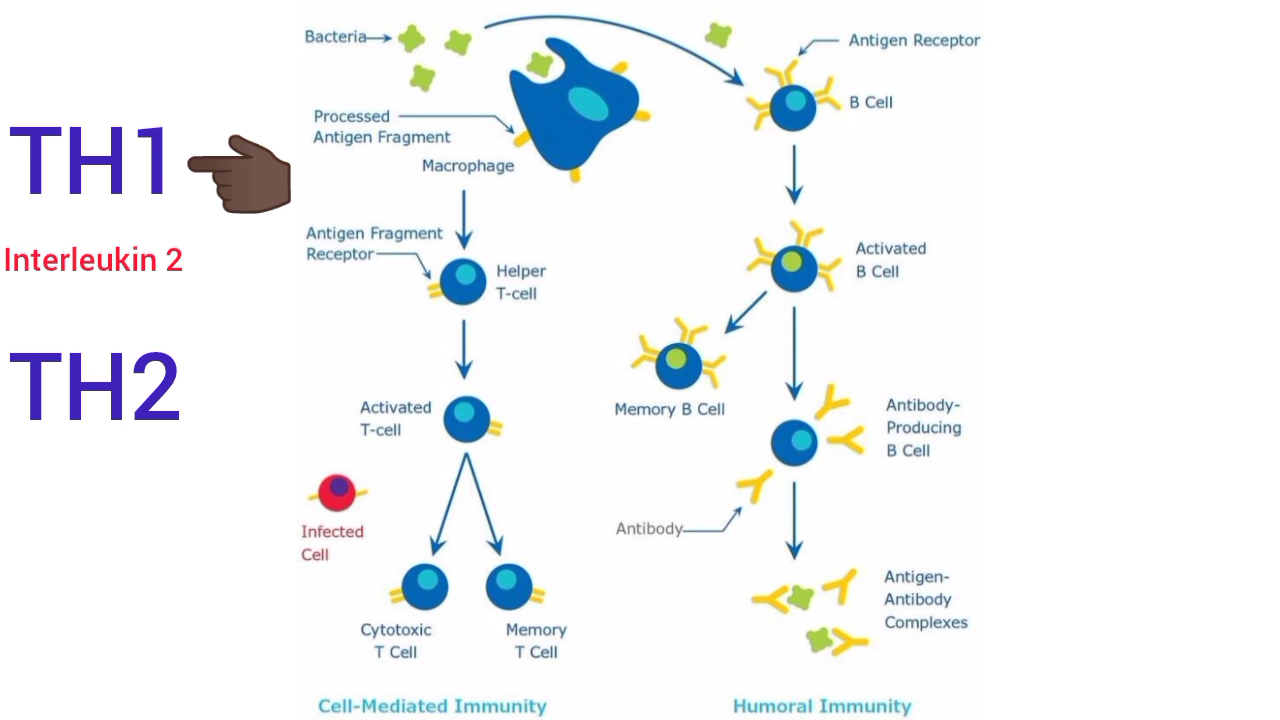 TH1
Interleukin 2
TH2
Bacteria
Processed
Antigen Fragment
Macrophage
Antigen Fragment
Receptor
Helper
T-cell
Activated
T-cell
Infected
Cell
Cytotoxic
T Cell
Memory
T Cell
Cell-Mediated Immunity
Antigen Receptor
B Cell
Activated
B Cell
Memory B Cell
Antibody-
Producing
B Cell
Antibody
Antigen-
Antibody
Complexes
Humoral Immunity